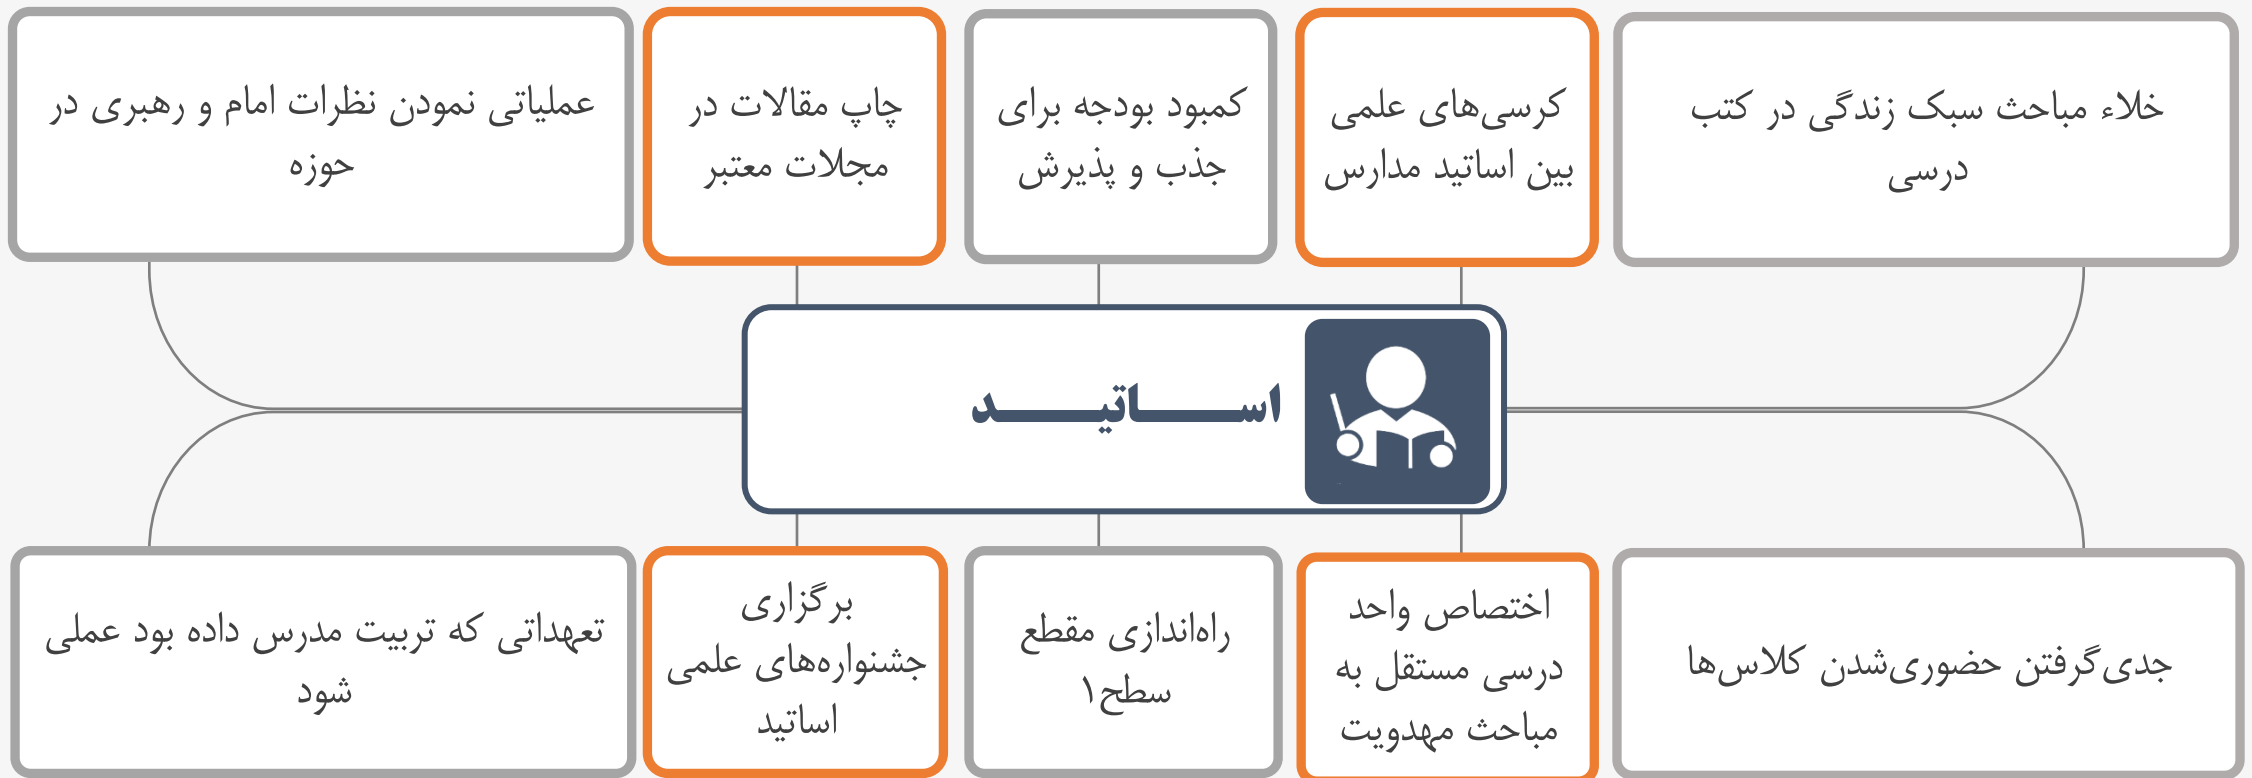 خلاء مباحث سبک زندگی در کتب
درسی
کرسی‌های علمی
بین اساتید مدارس
کمبود بودجه برای
جذب و پذیرش
چاپ مقالات در
مجلات معتبر
عملیاتی نمودن نظرات امام و رهبری در
حوزه
اســـاتیـــد
جدی‌گرفتن حضوری‌شدن کلاس‌ها
اختصاص واحد
درسی مستقل به
مباحث مهدویت
راه‌اندازی مقطع
سطح۱
برگزاری
جشنواره‌های علمی
اساتید
تعهداتی که تربیت مدرس داده بود عملی
شود